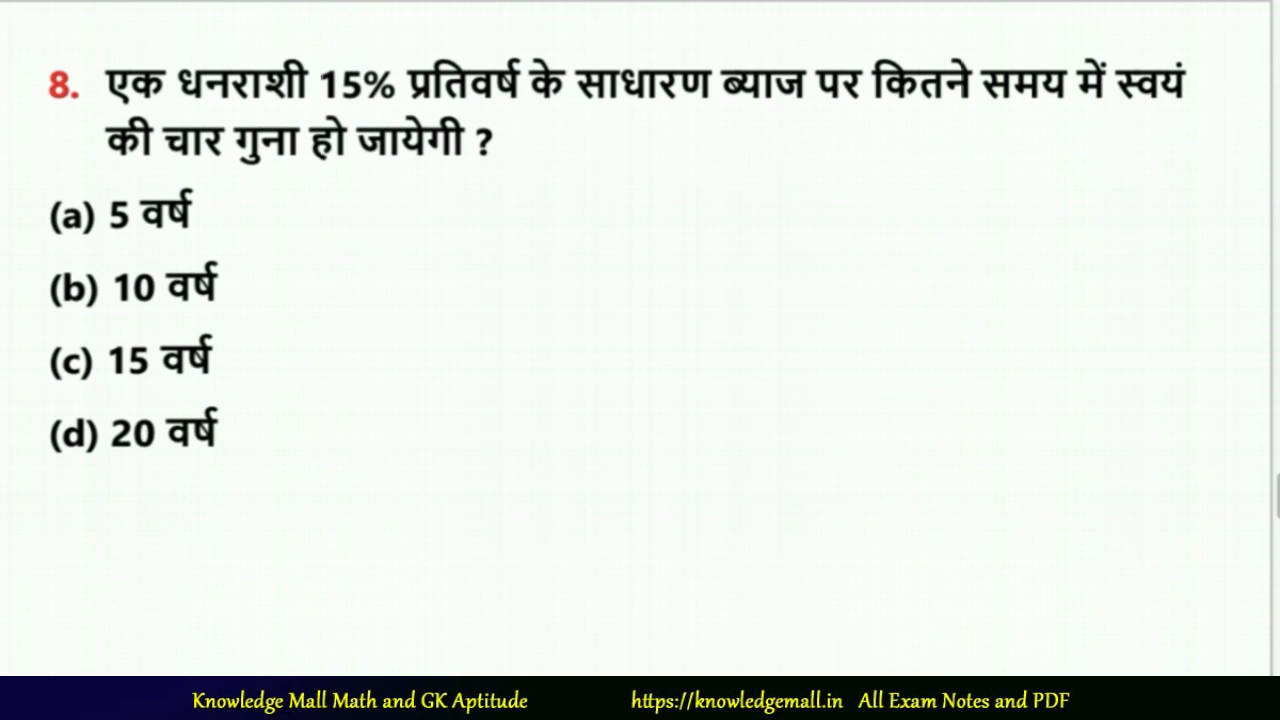 8. एक धनराशी 15% प्रतिवर्ष के साधारण ब्याज पर कितने समय में स्वयं
की चार गुना हो जायेगी ?
(a) 5 वर्ष
(b) 10 वर्ष
(c) 15 वर्ष
(d) 20 वर्ष
Knowledge Mall Math and GK Aptitude https://knowledgemall.in All Exam Notes and PDF